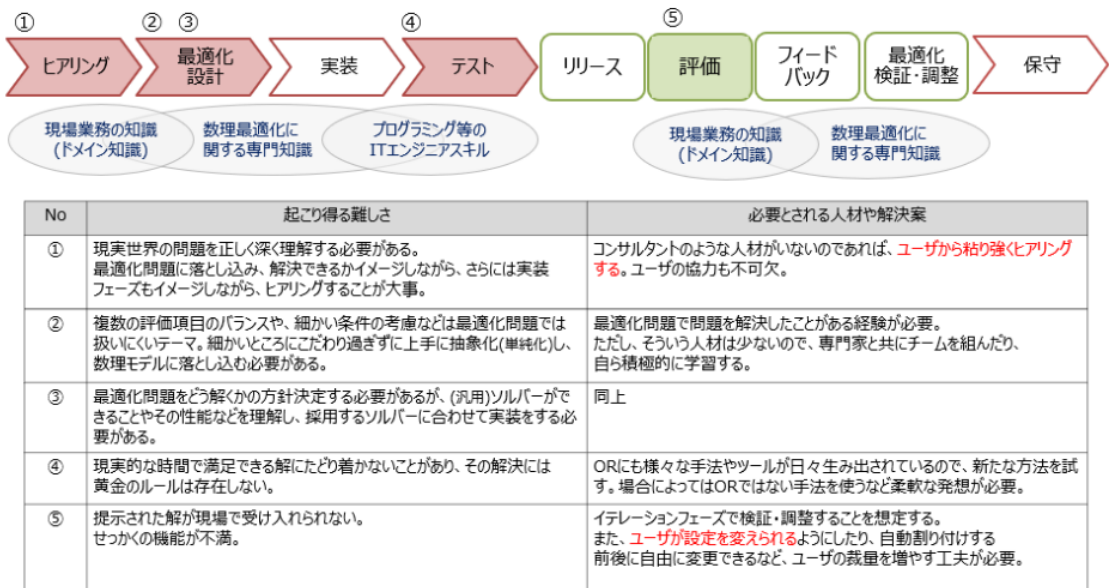 ① ② ③ ④ ⑤
ヒアリング
最適化
設計
実装
テスト
リリース
評価
フィード
バック
最適化
検証・調整
保守
現場業務の知識
(ドメイン知識)
数理最適化に
関する専門知識
プログラミング等の
ITエンジニアスキル
現場業務の知識
(ドメイン知識)
数理最適化に
関する専門知識
No 起こり得る難しさ 必要とされる人材や解決案
①
現実世界の問題を正しく深く理解する必要がある。
最適化問題に落とし込み、解決できるかイメージしながら、さらには実装
フェーズもイメージしながら、ヒアリングすることが大事。
コンサルタントのような人材がいないのであれば、ユーザから粘り強くヒアリング
する。ユーザの協力も不可欠。
②
複数の評価項目のバランスや、細かい条件の考慮などは最適化問題では
扱いにくいテーマ。細かいところにこだわり過ぎずに上手に抽象化(単純化)し、
数理モデルに落とし込む必要がある。
最適化問題で問題を解決したことがある経験が必要。
ただし、そういう人材は少ないので、専門家と共にチームを組んだり、
自ら積極的に学習する。
③
最適化問題をどう解くかの方針決定する必要があるが、(汎用)ソルバーがで
きることやその性能などを理解し、採用するソルバーに合わせて実装をする必
要がある。
同上
④
現実的な時間で満足できる解にたどり着かないことがあり、その解決には
黄金のルールは存在しない。
ORにも様々な手法やツールが日々生み出されているので、新たな方法を試
す。場合によってはORではない手法を使うなど柔軟な発想が必要。
⑤
提示された解が現場で受け入れられない。
せっかくの機能が不満。
イテレーションフェーズで検証・調整することを想定する。
また、ユーザが設定を変えられるようにしたり、自動割り付けする
前後に自由に変更できるなど、ユーザの裁量を増やす工夫が必要。